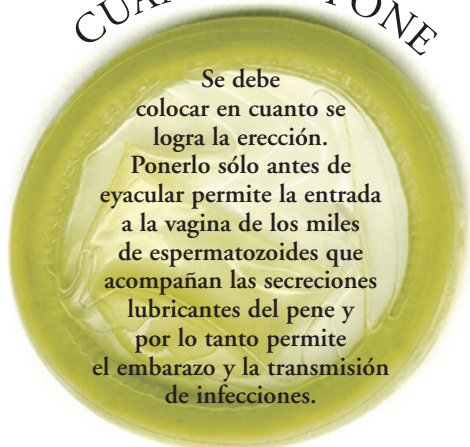 Se debe
colocar en cuanto se
logra la erección.
Ponerlo sólo antes de
eyacular permite la entrada
a la vagina de los miles
de espermatozoides que
acompañan las secreciones
lubricantes del pene y
por lo tanto permite
el embarazo y la transmisión
de infecciones.